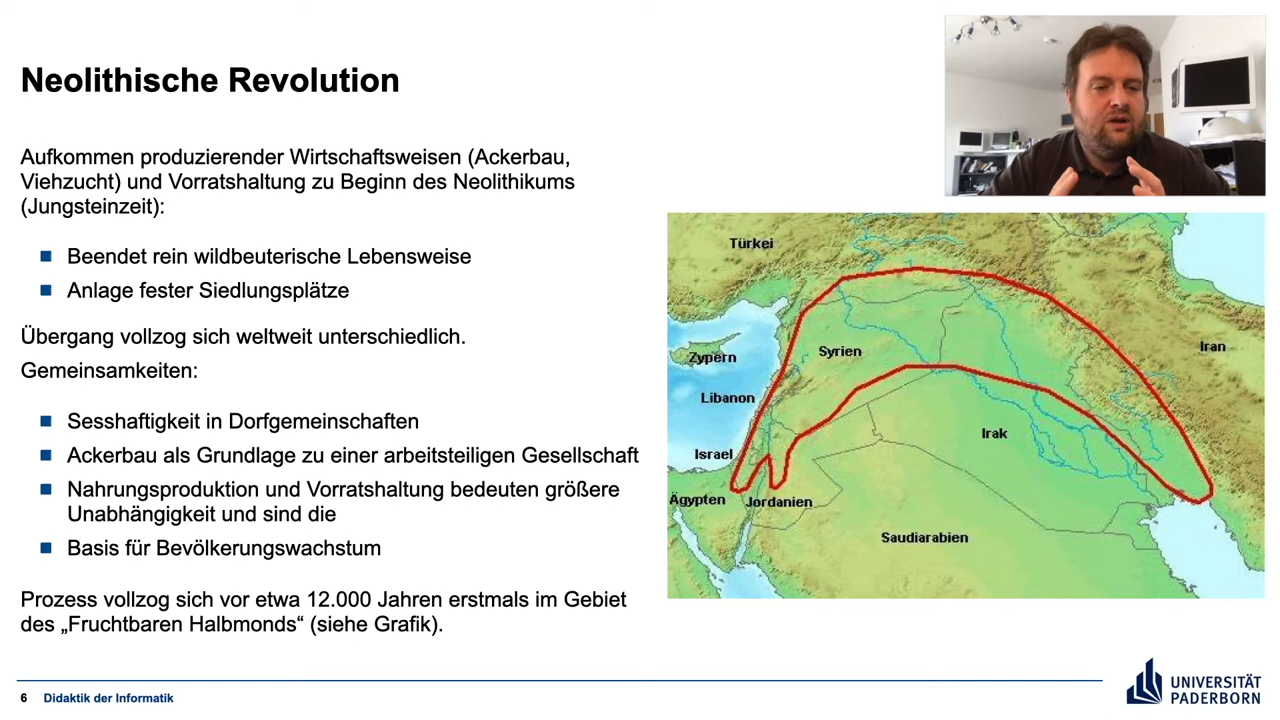 Neolithische Revolution
Aufkommen produzierender Wirtschaftsweisen (Ackerbau,
Viehzucht) und Vorratshaltung zu Beginn des Neolithikums
(Jungsteinzeit):
Beendet rein wildbeuterische Lebensweise
Anlage fester Siedlungsplätze
Übergang vollzog sich weltweit unterschiedlich.
Gemeinsamkeiten:
Sesshaftigkeit in Dorfgemeinschaften
Ackerbau als Grundlage zu einer arbeitsteiligen Gesellschaft
Nahrungsproduktion und Vorratshaltung bedeuten größere
Unabhängigkeit und sind die
Basis für Bevölkerungswachstum
Prozess vollzog sich vor etwa 12.000 Jahren erstmals im Gebiet
des „Fruchtbaren Halbmonds“ (siehe Grafik).
Türkei
Zypern
Syrien
Iran
Libanon
Irak
Israel
Ägypten
Jordanien
Saudiarabien
6 Didaktik der Informatik
UNIVERSITÄT
PADERBORN